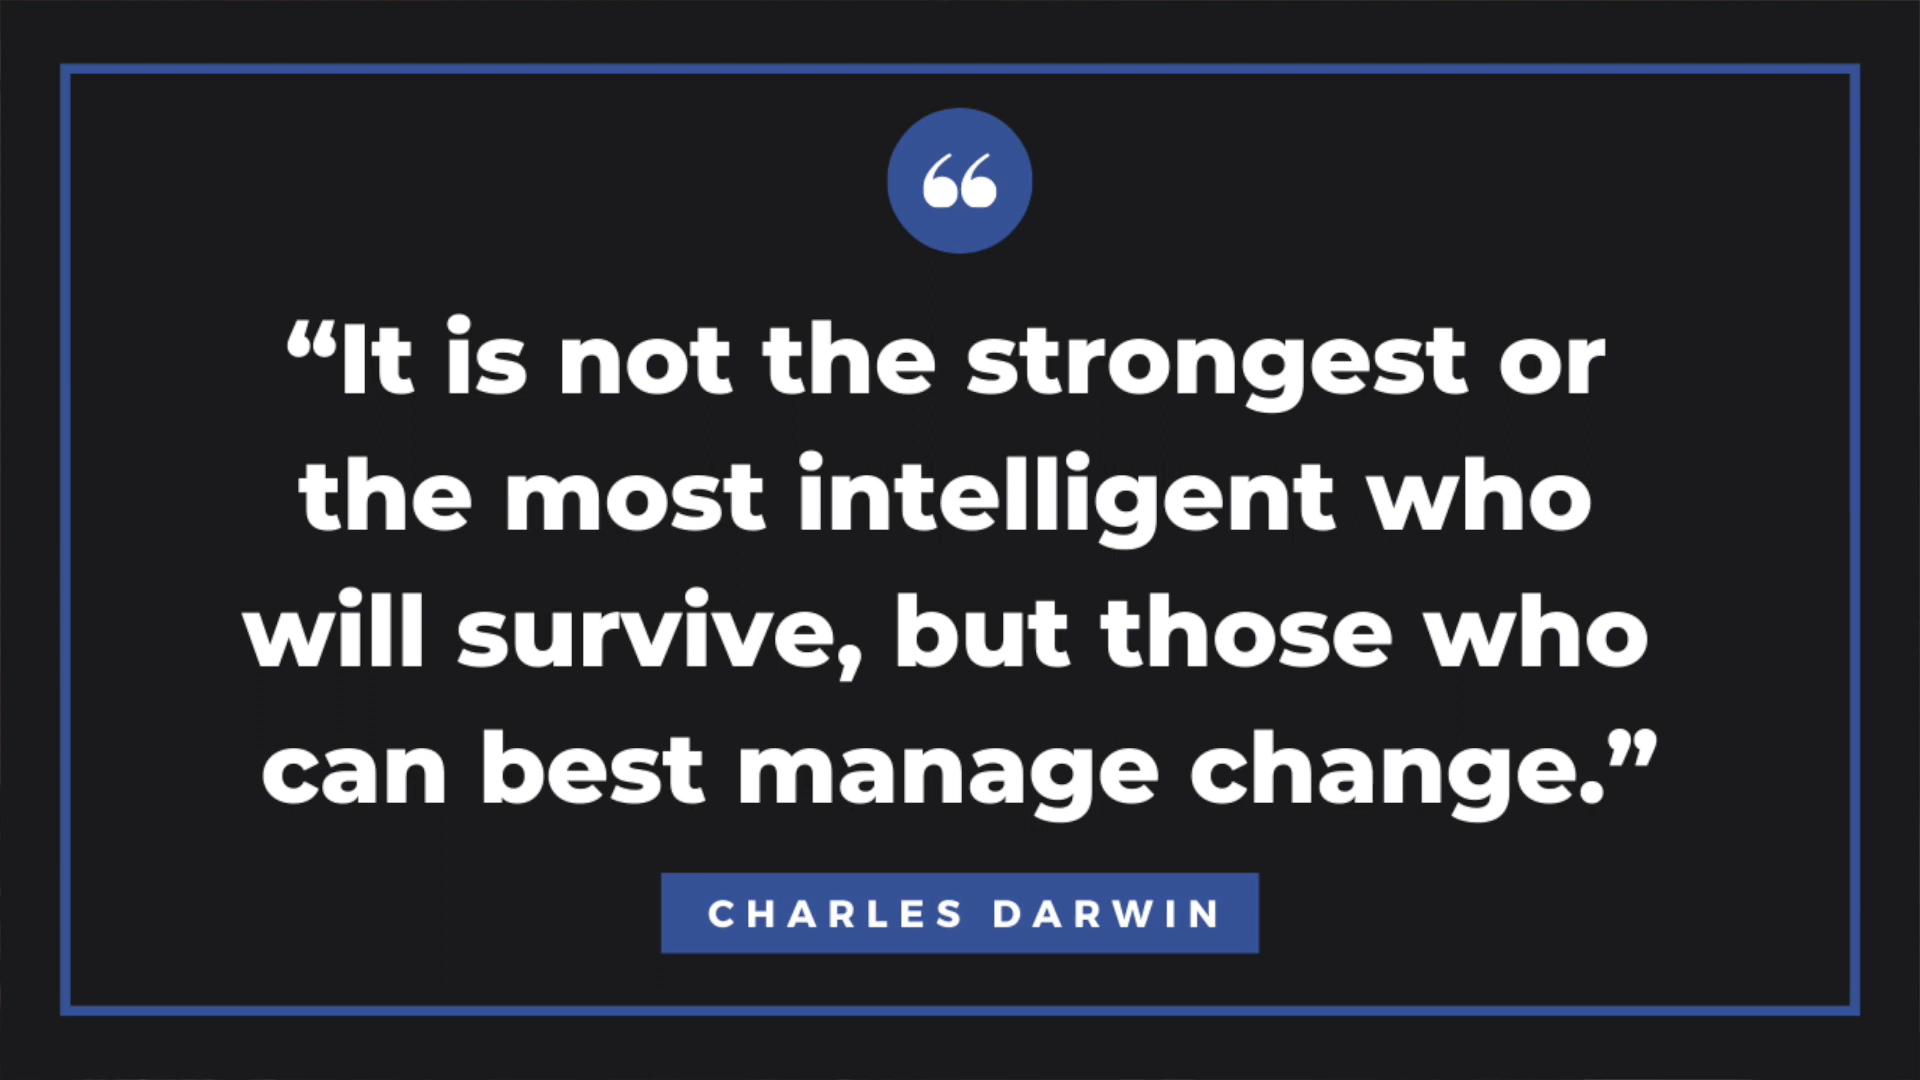 “
“It is not the strongest or
the most intelligent who
will survive, but those who
can best manage change.”
CHARLES DARWIN